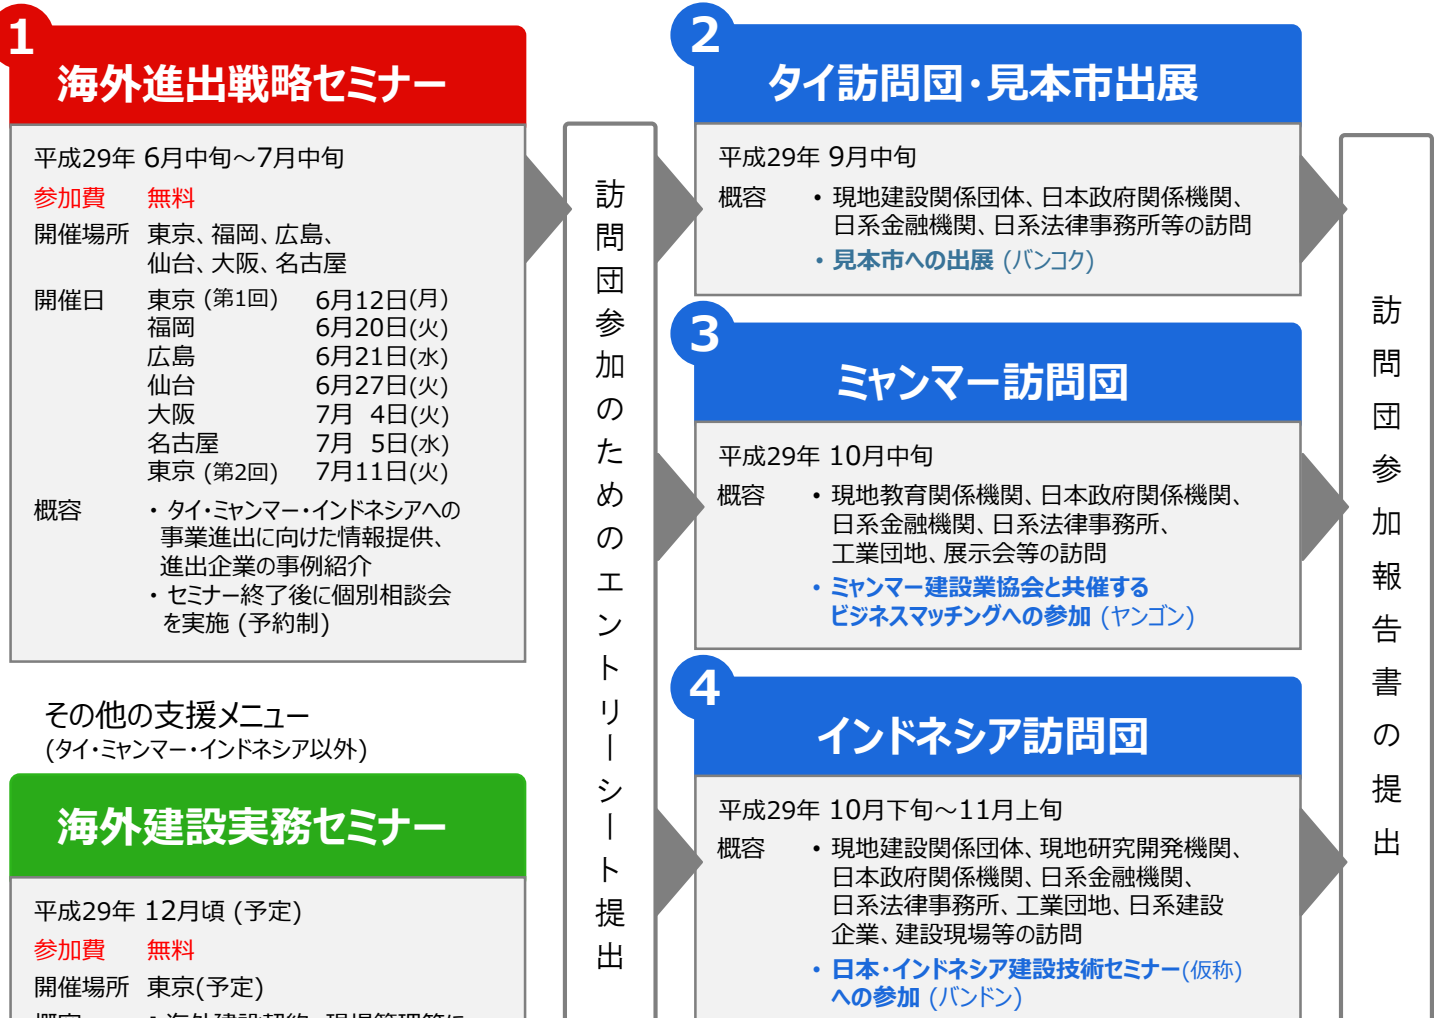 1
海外進出戦略セミナー
平成29年 6月中旬～7月中旬
参加費 無料
開催場所 東京、福岡、広島、
仙台、大阪、名古屋
開催日 東京 (第1回) 6月12日(月)
福岡 6月20日(火)
広島 6月21日(水)
仙台 6月27日(火)
大阪 7月 4日(火)
名古屋 7月 5日(水)
東京 (第2回) 7月11日(火)
概容 ・タイ・ミャンマー・インドネシアへの
事業進出に向けた情報提供、
進出企業の事例紹介
・セミナー終了後に個別相談会
を実施 (予約制)
その他の支援メニュー
(タイ・ミャンマー・インドネシア以外)
海外建設実務セミナー
平成29年 12月頃 (予定)
参加費 無料
開催場所 東京(予定)
訪問団参加のためのエントリーシート提出
2
タイ訪問団・見本市出展
平成29年 9月中旬
概容 ・現地建設関係団体、日本政府関係機関、
日系金融機関、日系法律事務所等の訪問
・見本市への出展 (バンコク)
3
ミャンマー訪問団
平成29年 10月中旬
概容 ・現地教育関係機関、日本政府関係機関、
日系金融機関、日系法律事務所、
工業団地、展示会等の訪問
・ミャンマー建設業協会と共催する
ビジネスマッチングへの参加 (ヤンゴン)
4
インドネシア訪問団
平成29年 10月下旬～11月上旬
概容 ・現地建設関係団体、現地研究開発機関、
日本政府関係機関、日系金融機関、
日系法律事務所、工業団地、日系建設
企業、建設現場等の訪問
・日本・インドネシア建設技術セミナー(仮称)
への参加 (バンドン)
訪問団参加報告書の提出